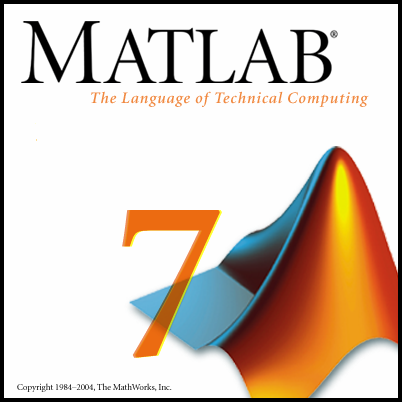 MATLAB®
The Language of Technical Computing
7
Copyright 1984–2004, The MathWorks, Inc.